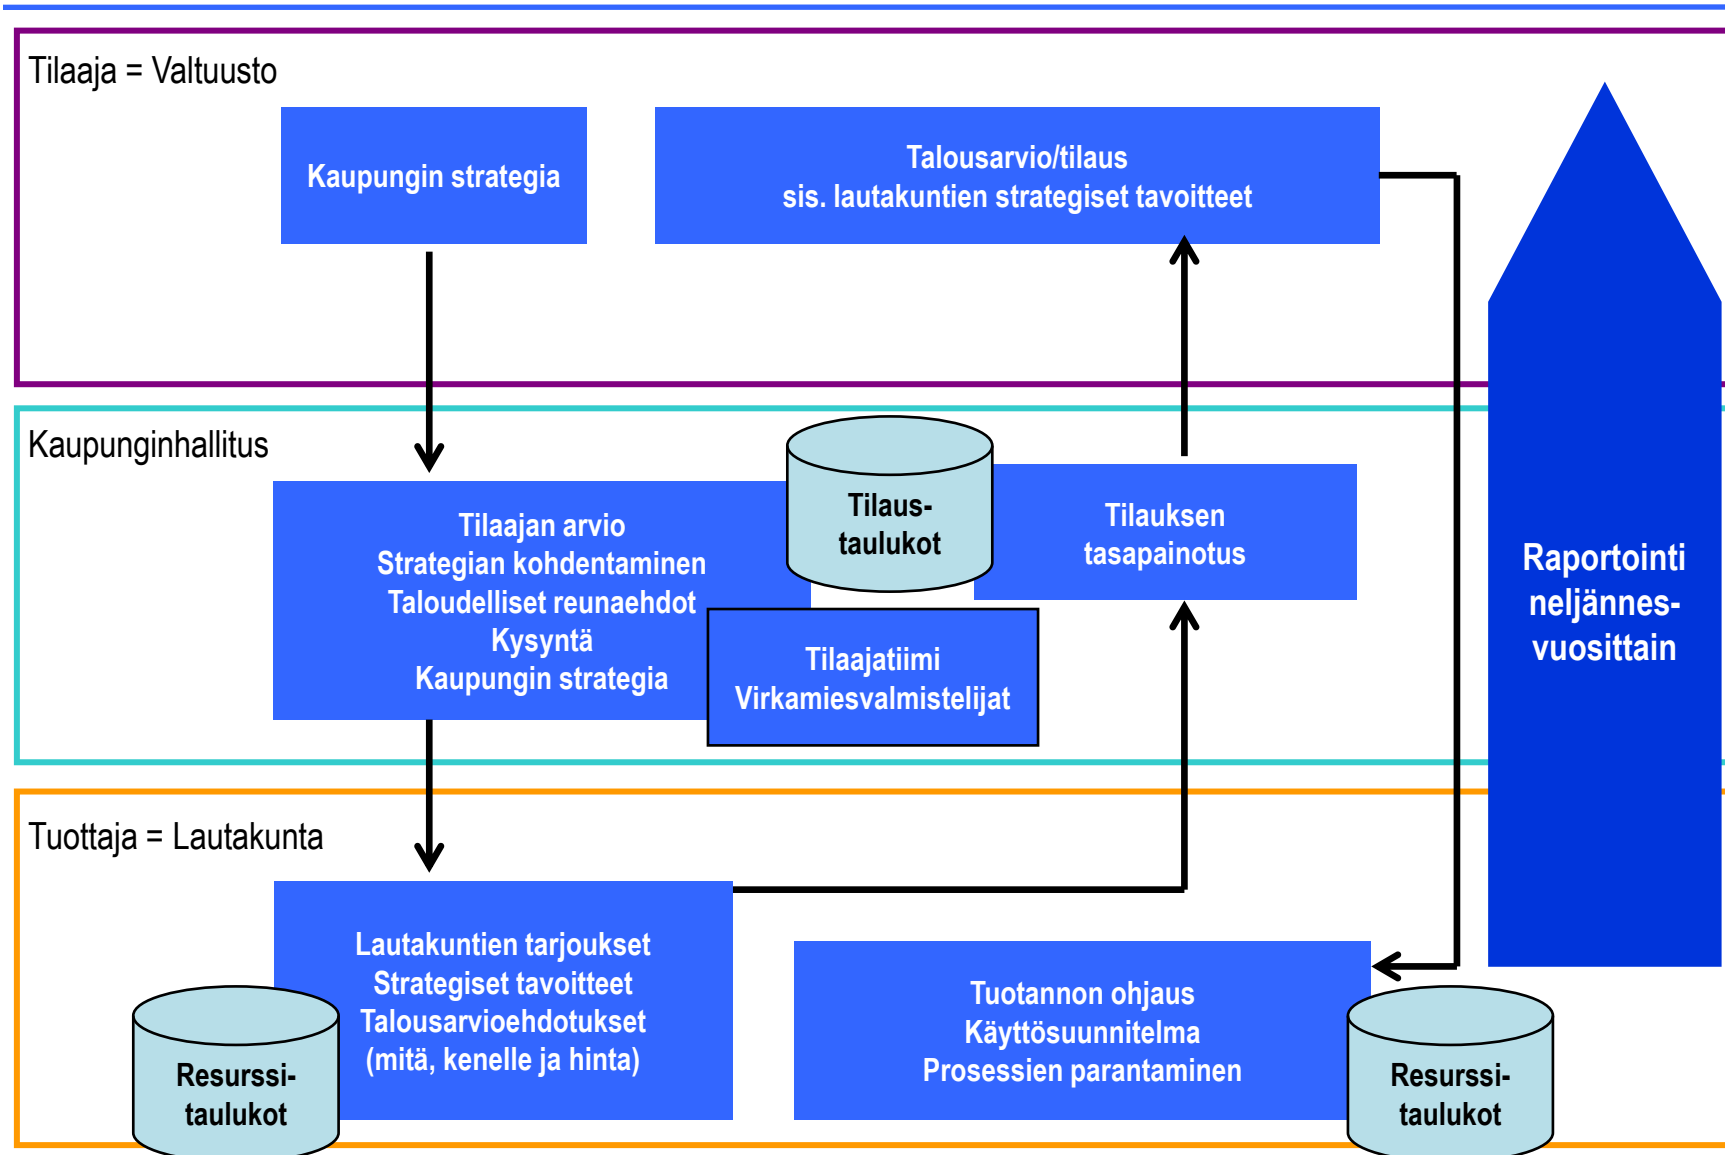 Tilaaja = Valtuusto
Kaupungin strategia
Talousarvio/tilaus
sis. lautakuntien strategiset tavoitteet
Kaupunginhallitus
Tilaajan arvio
Strategian kohdentaminen
Taloudelliset reunaehdot
Kysyntä
Kaupungin strategia
Tilaus-
taulukot
Tilauksen
tasapainotus
Tilaajatiimi
Virkamiesvalmistelijat
Raportointi
neljännes-
vuosittain
Tuottaja = Lautakunta
Lautakuntien tarjoukset
Strategiset tavoitteet
Talousarvioehdotukset
(mitä, kenelle ja hinta)
Resurssi-
taulukot
Tuotannon ohjaus
Käyttösuunnitelma
Prosessien parantaminen
Resurssi-
taulukot